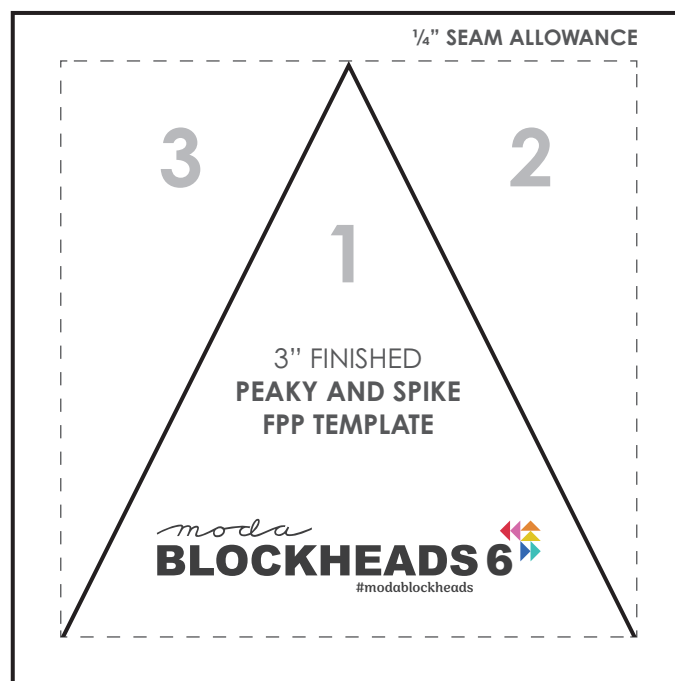 ¼” SEAM ALLOWANCE
3 2
1
3” FINISHED
PEAKY AND SPIKE
FPP TEMPLATE
moda
BLOCKHEADS 6
#modablockheads